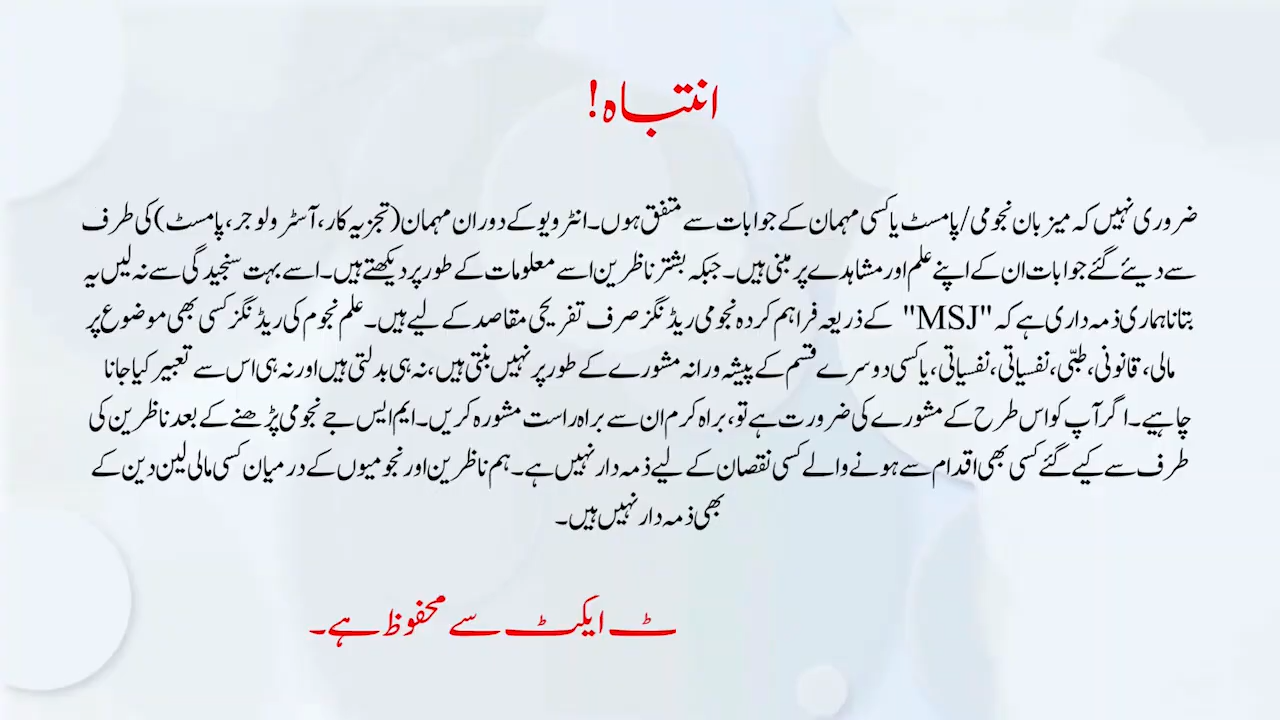 انتباہ!
ضروری نہیں کہ میزبان نجومی/پامسٹ یا کسی مہمان کے جوابات سے متفق ہوں۔ انٹرویو کے دوران مہمان (تجزیہ کار، آسٹرولوجر، پامسٹ) کی طرف
سے دیئے گئے جوابات ان کے اپنے علم اور مشاہدے پر مبنی ہیں۔ جبکہ بشتر ناظرین اسے معلومات کے طور پر دیکھتے ہیں۔ اسے بہت سنجیدگی سے نہ لیں یہ
بتانا ہماری ذمہ داری ہے کہ "MSJ" کے ذریعہ فراہم کردہ نجومی ریڈنگز صرف تفریحی مقاصد کے لیے ہیں۔ علم نجوم کی ریڈنگز کسی بھی موضوع پر
مالی، قانونی، طبّی، نفسیاتی، نفسیاتی، یا کسی دوسرے قسم کے پیشہ ورانہ مشورے کے طور پر نہیں بنتی ہیں، نہ ہی بدلتی ہیں اور نہ ہی اس سے تعبیر کیا جانا
چاہیے۔ اگر آپ کو اس طرح کے مشورے کی ضرورت ہے تو، براہ کرم ان سے براہ راست مشورہ کریں۔ ایم ایس جے نجومی پڑھنے کے بعد ناظرین کی
طرف سے کیے گئے کسی بھی اقدام سے ہونے والے کسی نقصان کے لیے ذمہ دار نہیں ہے۔ ہم ناظرین اور نجومیوں کے درمیان کسی مالی لین دین کے
بھی ذمہ دار نہیں ہیں۔
ٹ ایکٹ سے محفوظ ہے۔